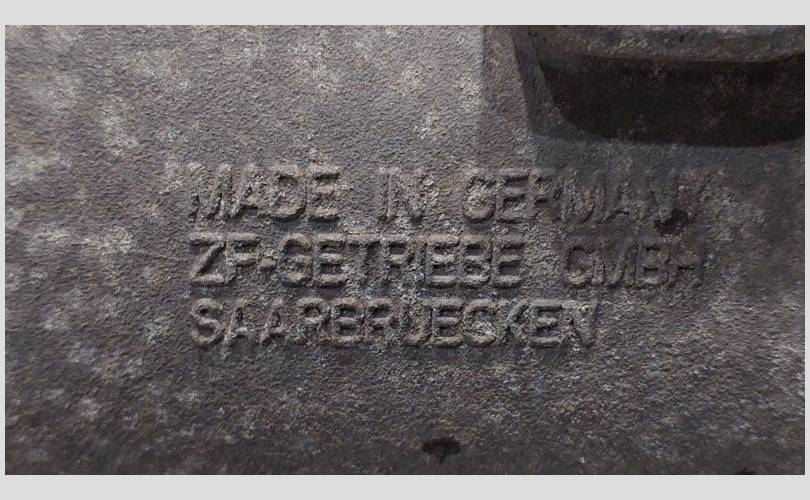 MADE IN GERMANY
ZF-GETRIEBE GMBH
SAARBRUECKEN